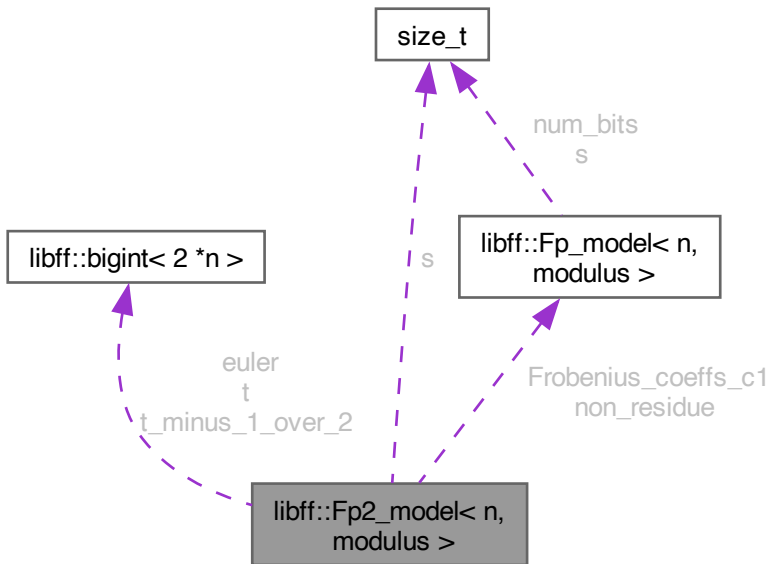 size_t
num_bits
s
libff::Fp_model< n,
modulus >
libff::bigint< 2 *n >
s
euler
t
t_minus_1_over_2
Frobenius_coeffs_c1
non_residue
libff::Fp2_model< n,
modulus >